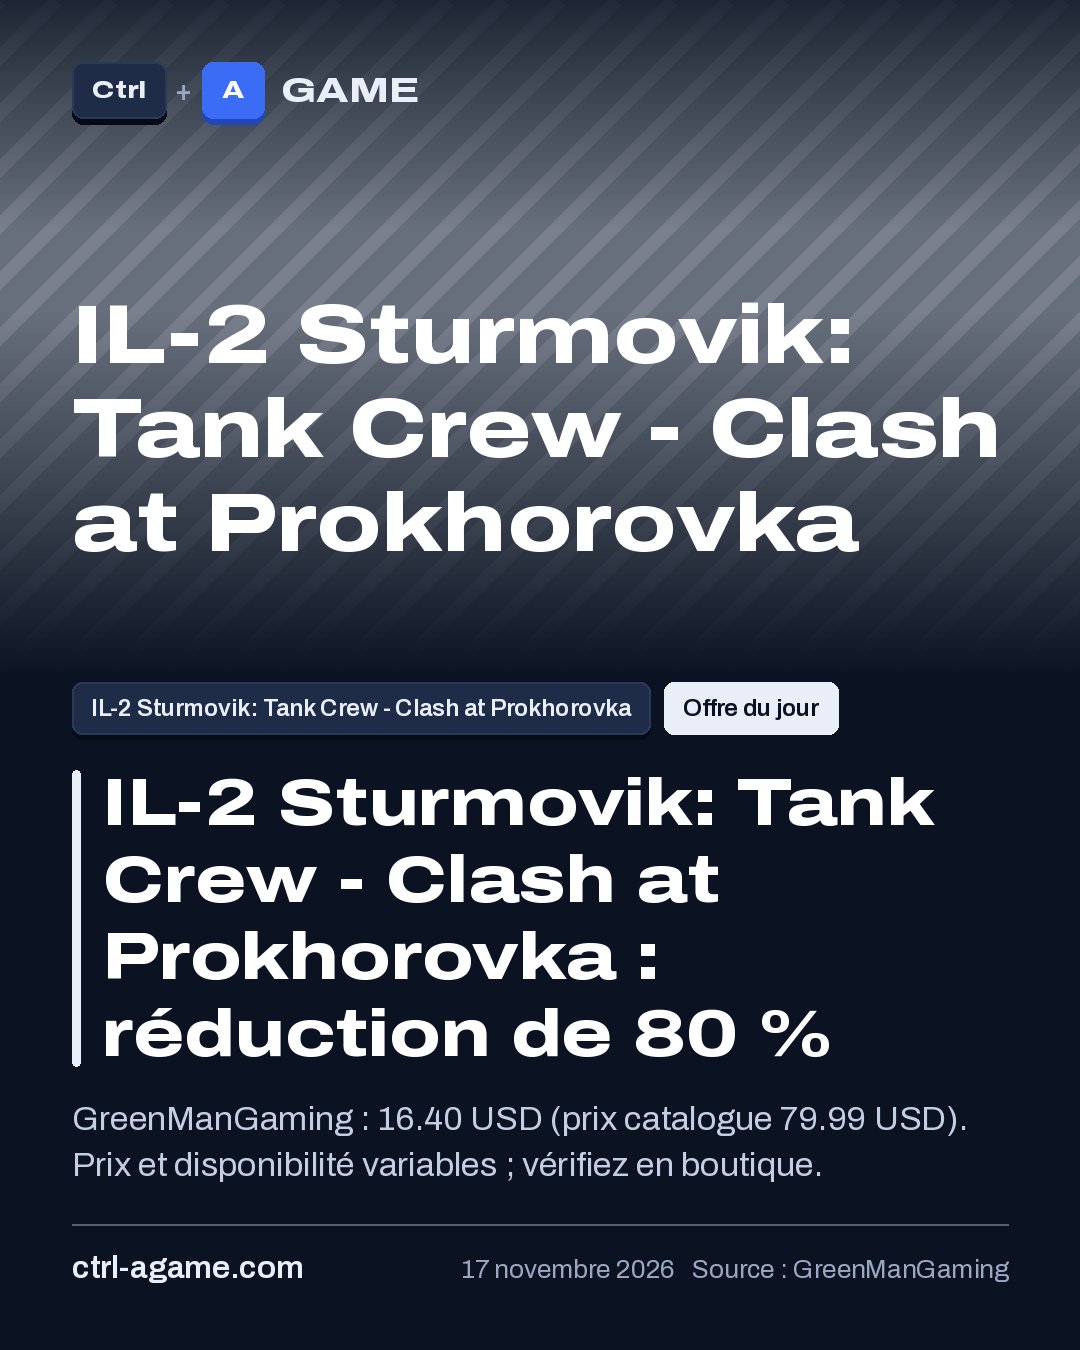 Ctrl + A GAME
IL-2 Sturmovik:
Tank Crew - Clash
at Prokhorovka
IL-2 Sturmovik: Tank Crew - Clash at Prokhorovka
Offre du jour
IL-2 Sturmovik: Tank
Crew - Clash at
Prokhorovka :
réduction de 80 %
GreenManGaming : 16.40 USD (prix catalogue 79.99 USD).
Prix et disponibilité variables ; vérifiez en boutique.
ctrl-agame.com
17 novembre 2026 Source : GreenManGaming